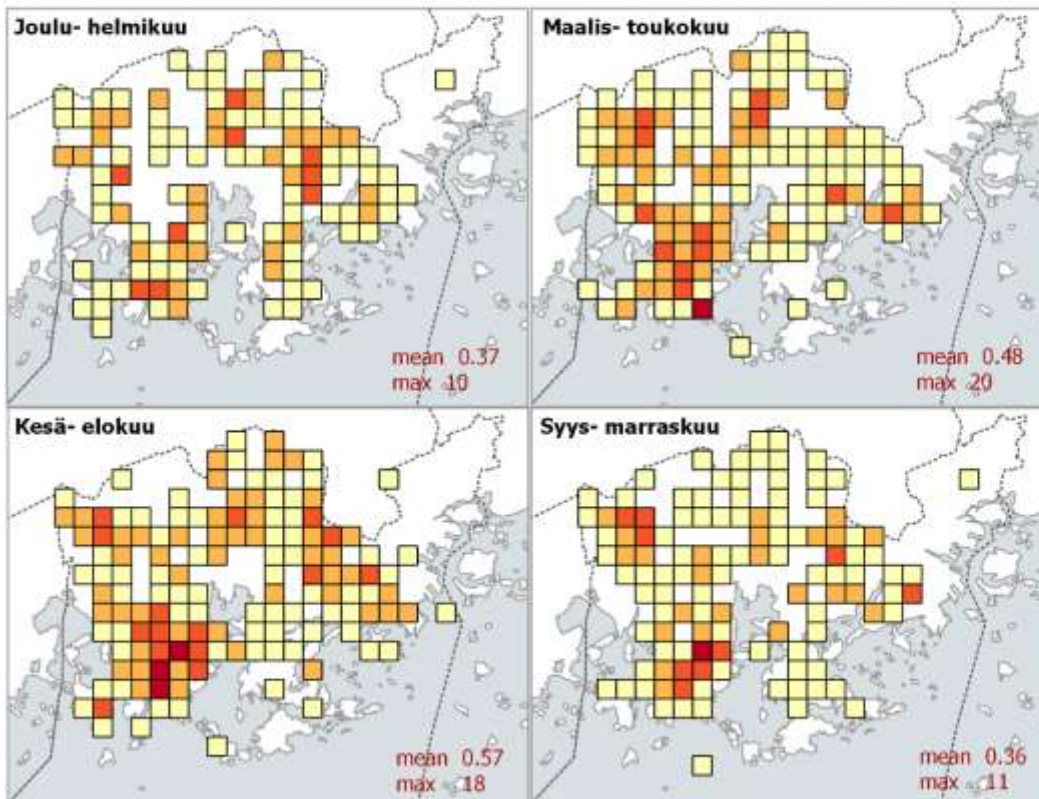 Joulu- helmikuu
mean 0.37
max 10
Maalis- toukokuu
mean 0.48
max 20
Kesä- elokuu
mean 0.57
max 18
Syys- marraskuu
mean 0.36
max 11